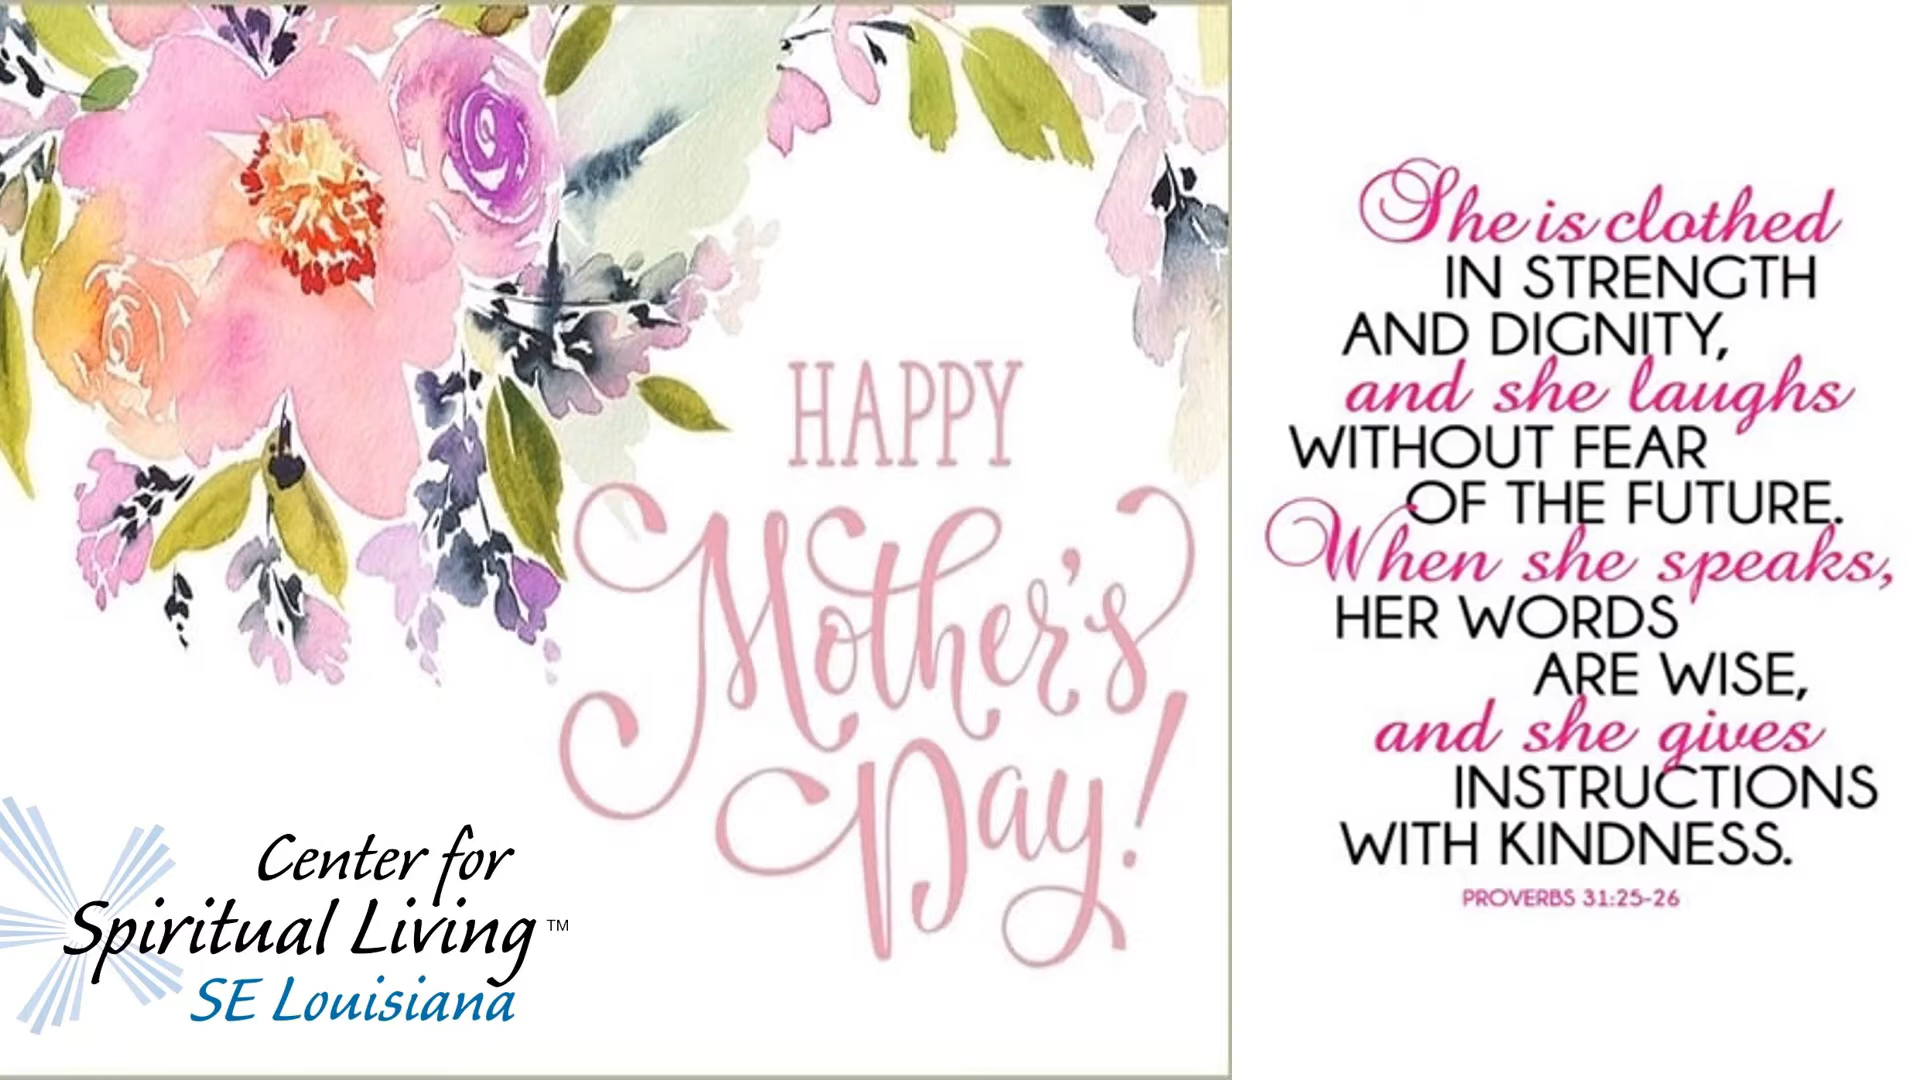 HAPPY
Mother's
Day!
Center for
Spiritual Living™
SE Louisiana
She is clothed
IN STRENGTH
AND DIGNITY,
and she laughs
WITHOUT FEAR
OF THE FUTURE.
When she speaks,
HER WORDS
ARE WISE,
and she gives
INSTRUCTIONS
WITH KINDNESS.
PROVERBS 31:25-26